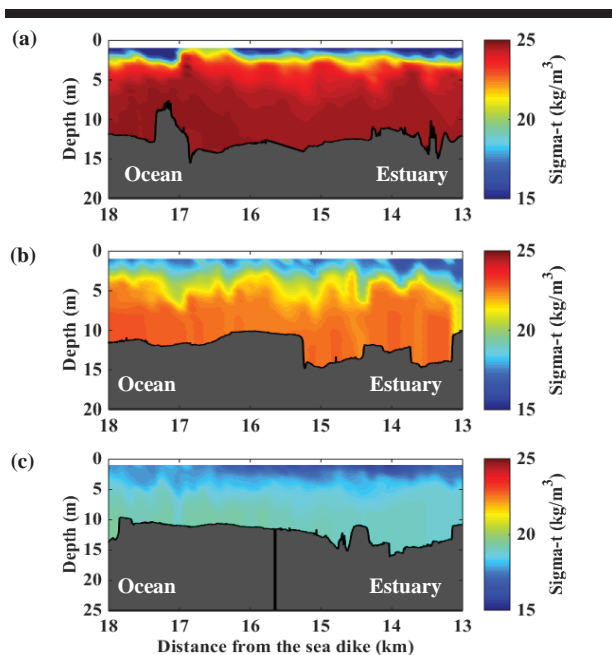 (a)
0
5
10
15
20
Depth (m)
Ocean
Estuary
18 17 16 15 14 13
25
20
15
Sigma-t (kg/m³)
(b)
0
5
10
15
20
Depth (m)
Ocean
Estuary
18 17 16 15 14 13
25
20
15
Sigma-t (kg/m³)
(c)
0
5
10
15
20
25
Depth (m)
Ocean
Estuary
18 17 16 15 14 13
Distance from the sea dike (km)
25
20
15
Sigma-t (kg/m³)